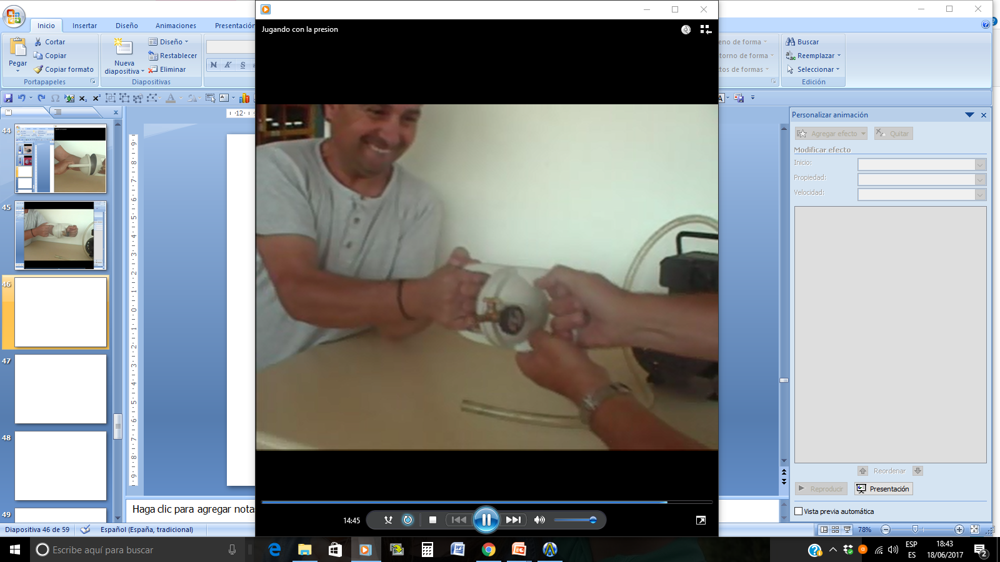 Jugando con la presion
Inicio
Insertar
Diseño
Animaciones
Presentación
Pegar
Cortar
Copiar
Copiar formato
Portapapeles
Nueva
diapositiva
Diseño
Restablecer
Eliminar
Diapositivas
N K S
eno de forma
torno de forma
tos de formas
Buscar
Reemplazar
Seleccionar
Edición
44
45
46
47
48
49
12
Personalizar animación
Agregar efecto
Quitar
Modificar efecto
Inicio:
Propiedad:
Velocidad:
Reordenar
Reproducir
Presentación
Vista previa automática
Haga clic para agregar notas
14:45
Diapositiva 46 de 59
Español (España, tradicional)
78%
Escribe aquí para buscar
ESP
ES
18:43
18/06/2017
2